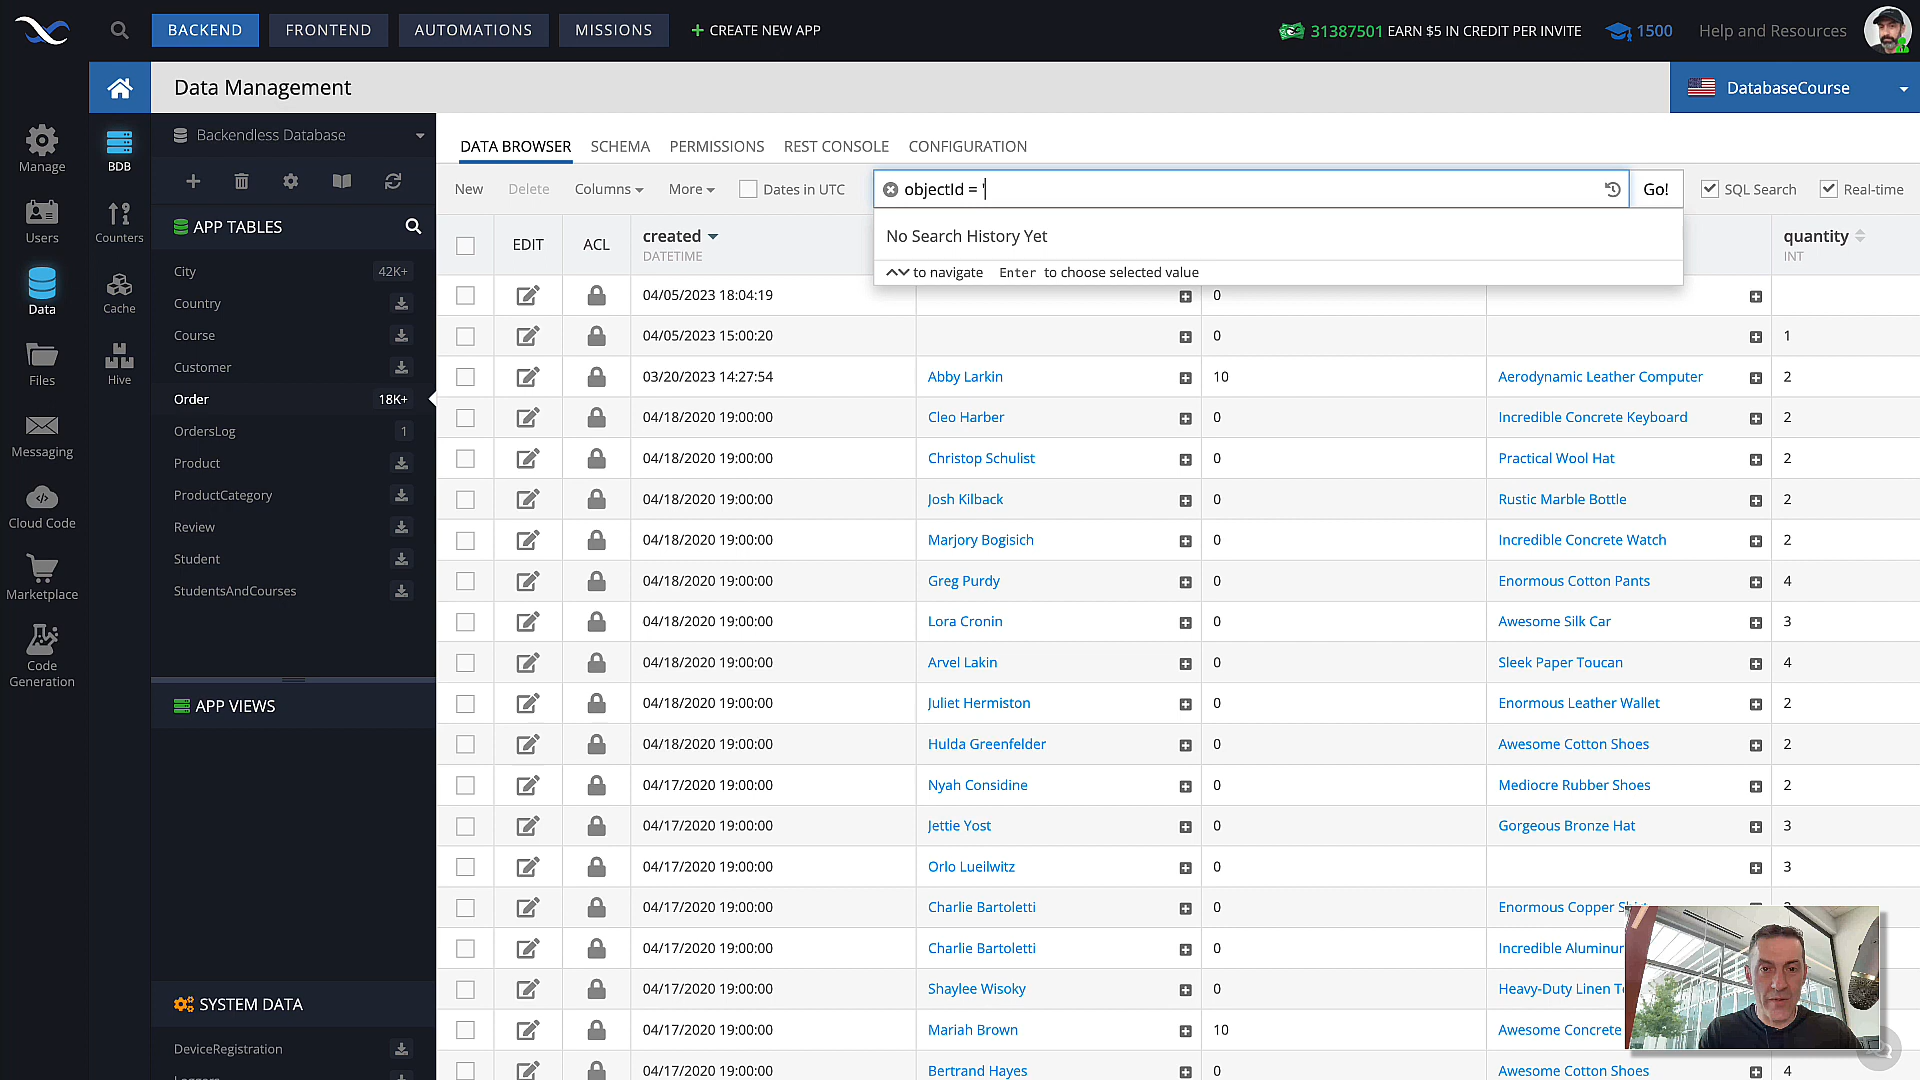 BACKEND
FRONTEND
AUTOMATIONS
MISSIONS
+ CREATE NEW APP
31387501 EARN $5 IN CREDIT PER INVITE
1500
Help and Resources
Data Management
DatabaseCourse
Manage
Users
Data
Files
Messaging
Cloud Code
Marketplace
Code
Generation
BDB
Counters
Cache
Hive
Backendless Database
APP TABLES
City 42K+
Country
Course
Customer
Order 18K+
OrdersLog 1
Product
ProductCategory
Review
Student
StudentsAndCourses
APP VIEWS
SYSTEM DATA
DeviceRegistration
DATA BROWSER SCHEMA PERMISSIONS REST CONSOLE CONFIGURATION
New Delete Columns More Dates in UTC
objectId = '
Go! SQL Search Real-time
No Search History Yet
to navigate Enter to choose selected value
EDIT ACL created quantity
DATETIME INT
04/05/2023 18:04:19 0
04/05/2023 15:00:20 0 1
03/20/2023 14:27:54 Abby Larkin 10 Aerodynamic Leather Computer 2
04/18/2020 19:00:00 Cleo Harber 0 Incredible Concrete Keyboard 2
04/18/2020 19:00:00 Christop Schulist 0 Practical Wool Hat 2
04/18/2020 19:00:00 Josh Kilback 0 Rustic Marble Bottle 2
04/18/2020 19:00:00 Marjory Bogisich 0 Incredible Concrete Watch 2
04/18/2020 19:00:00 Greg Purdy 0 Enormous Cotton Pants 4
04/18/2020 19:00:00 Lora Cronin 0 Awesome Silk Car 3
04/18/2020 19:00:00 Arvel Lakin 0 Sleek Paper Toucan 4
04/18/2020 19:00:00 Juliet Hermiston 0 Enormous Leather Wallet 2
04/18/2020 19:00:00 Hulda Greenfelder 0 Awesome Cotton Shoes 2
04/17/2020 19:00:00 Nyah Considine 0 Mediocre Rubber Shoes 2
04/17/2020 19:00:00 Jettie Yost 0 Gorgeous Bronze Hat 3
04/17/2020 19:00:00 Orlo Lueilwitz 0 3
04/17/2020 19:00:00 Charlie Bartoletti 0 Enormous Copper
04/17/2020 19:00:00 Charlie Bartoletti 0 Incredible
04/17/2020 19:00:00 Shaylee Wisoky 0 Heavy-Duty Linen
04/17/2020 19:00:00 Mariah Brown 10 Awesome Concrete
04/17/2020 19:00:00 Bertrand Hayes 0 Awesome Cotton Shoes 4